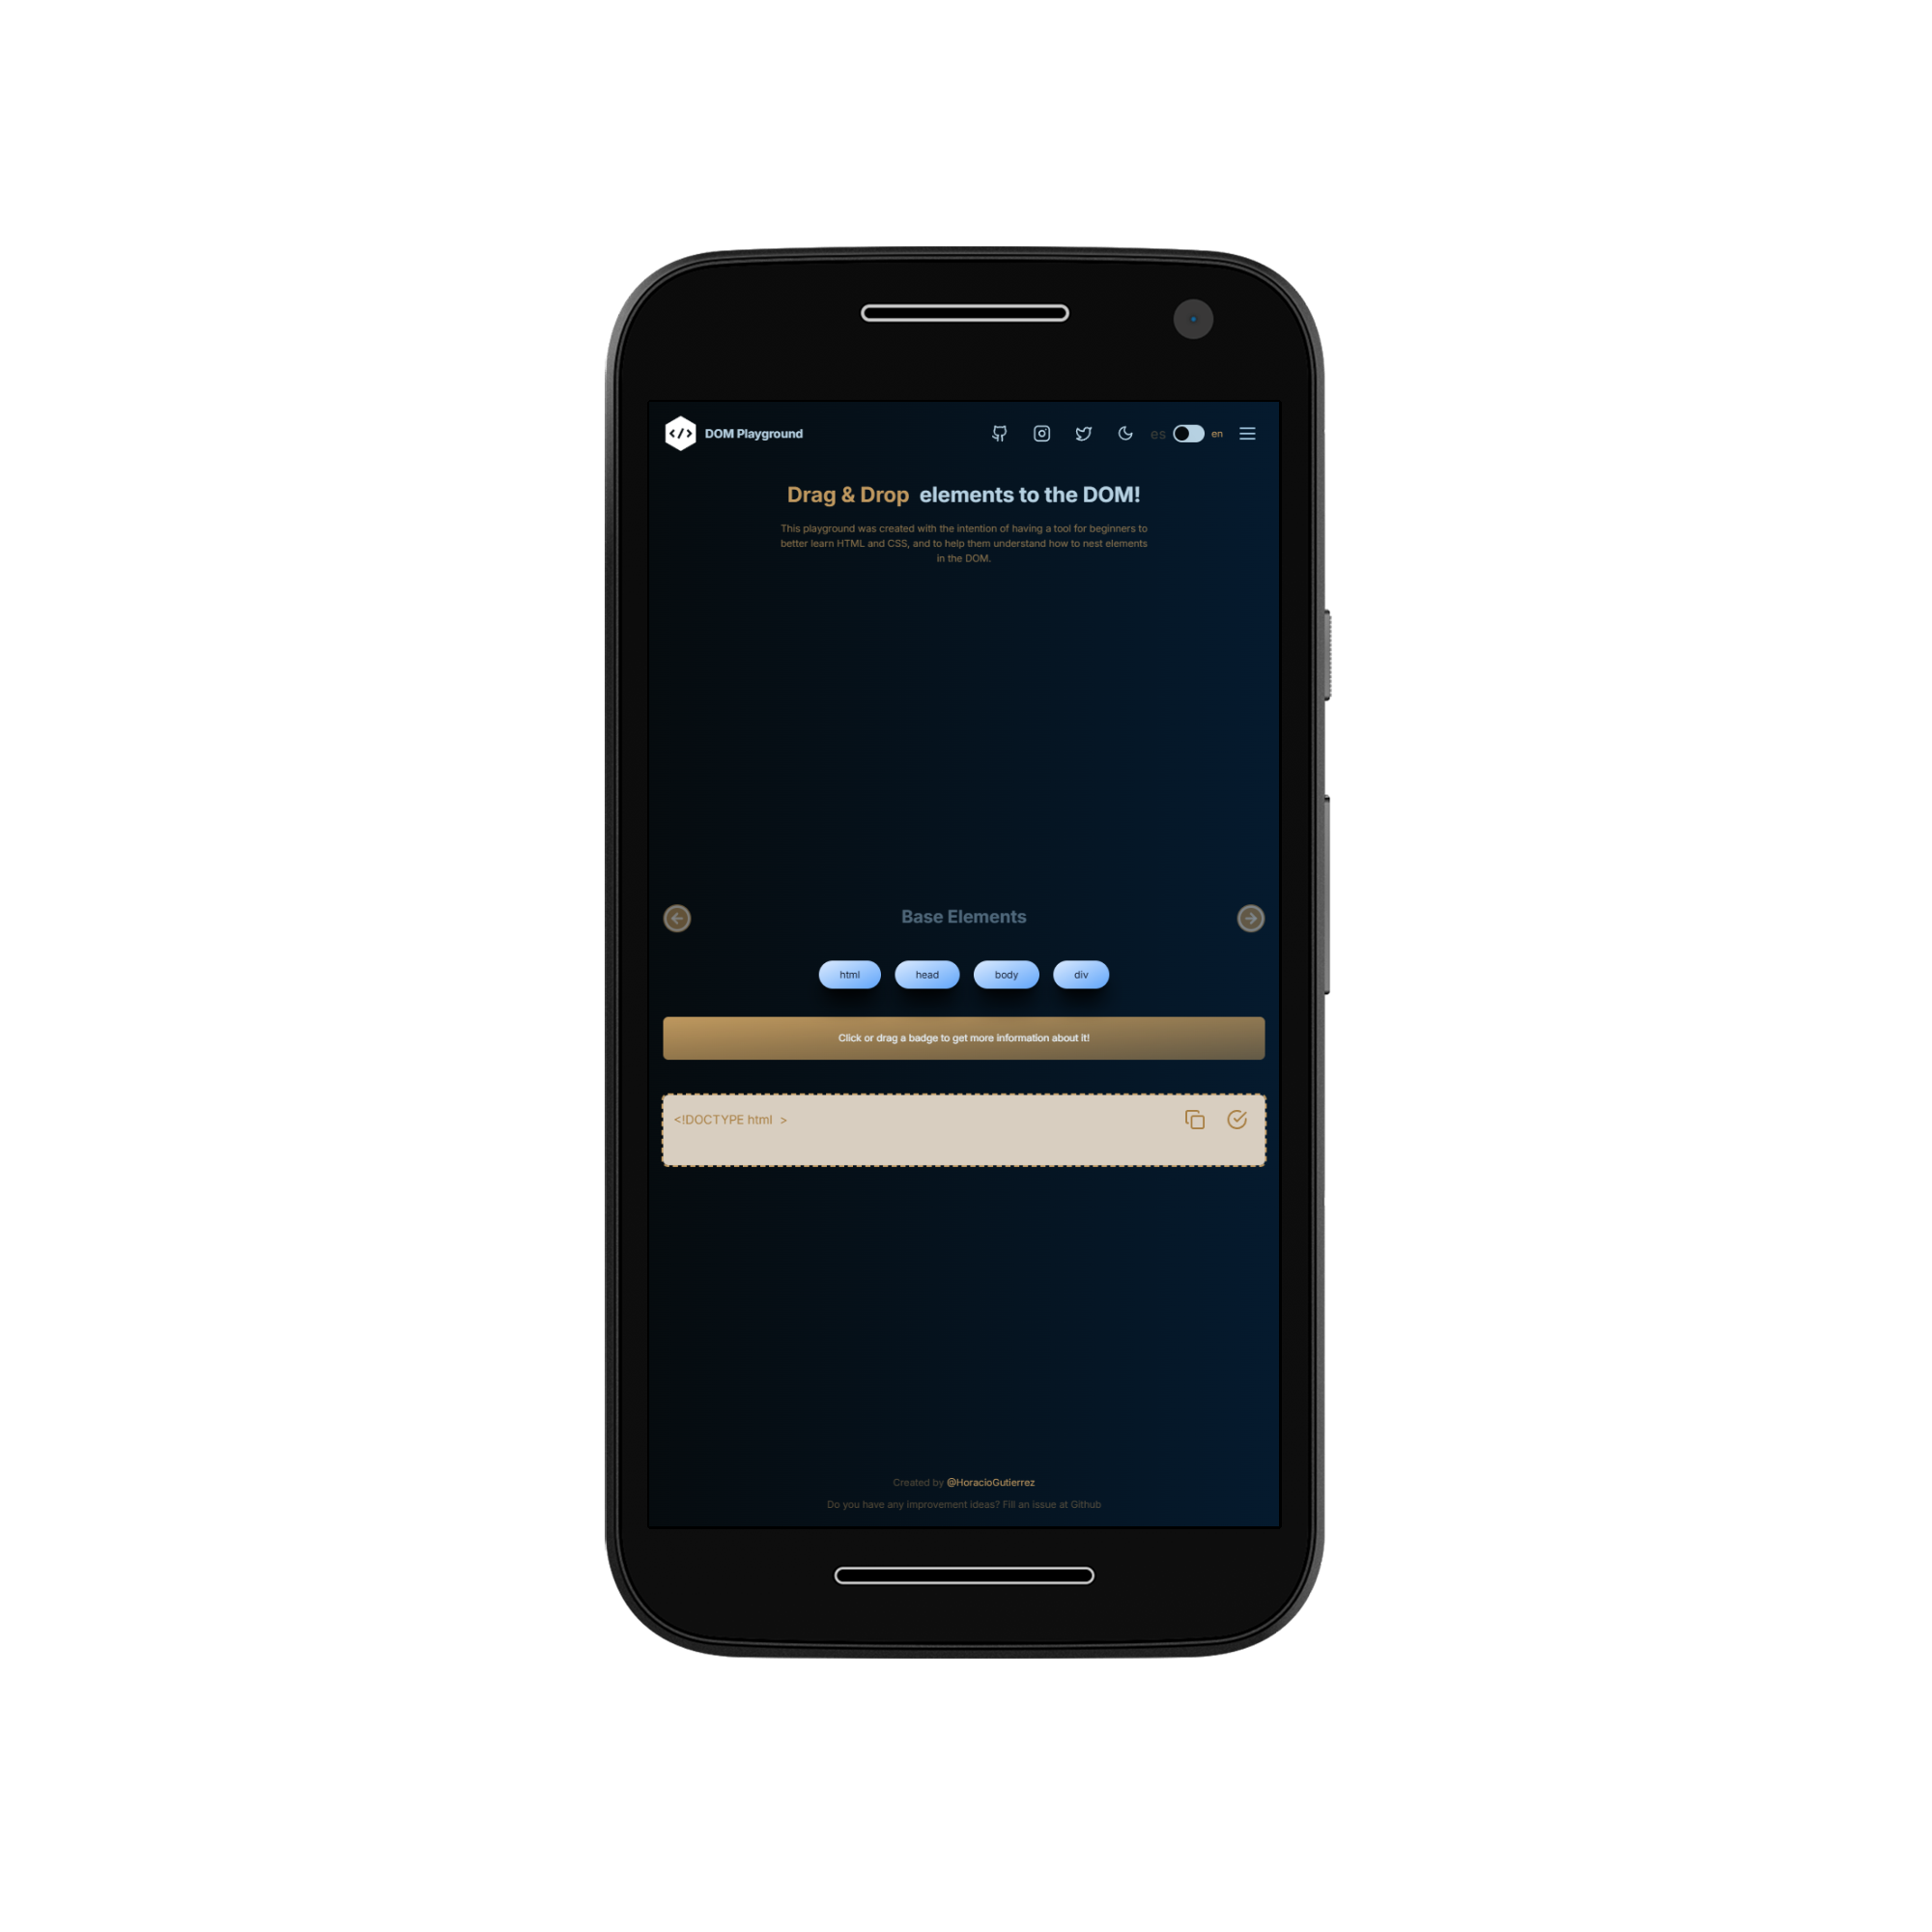 </> DOM Playground es en
Drag & Drop elements to the DOM!
This playground was created with the intention of having a tool for beginners to
better learn HTML and CSS, and to help them understand how to nest elements
in the DOM.
Base Elements
html head body div
Click or drag a badge to get more information about it!
<!DOCTYPE html >
Created by @HoracioGutierrez
Do you have any improvement ideas? Fill an issue at Github